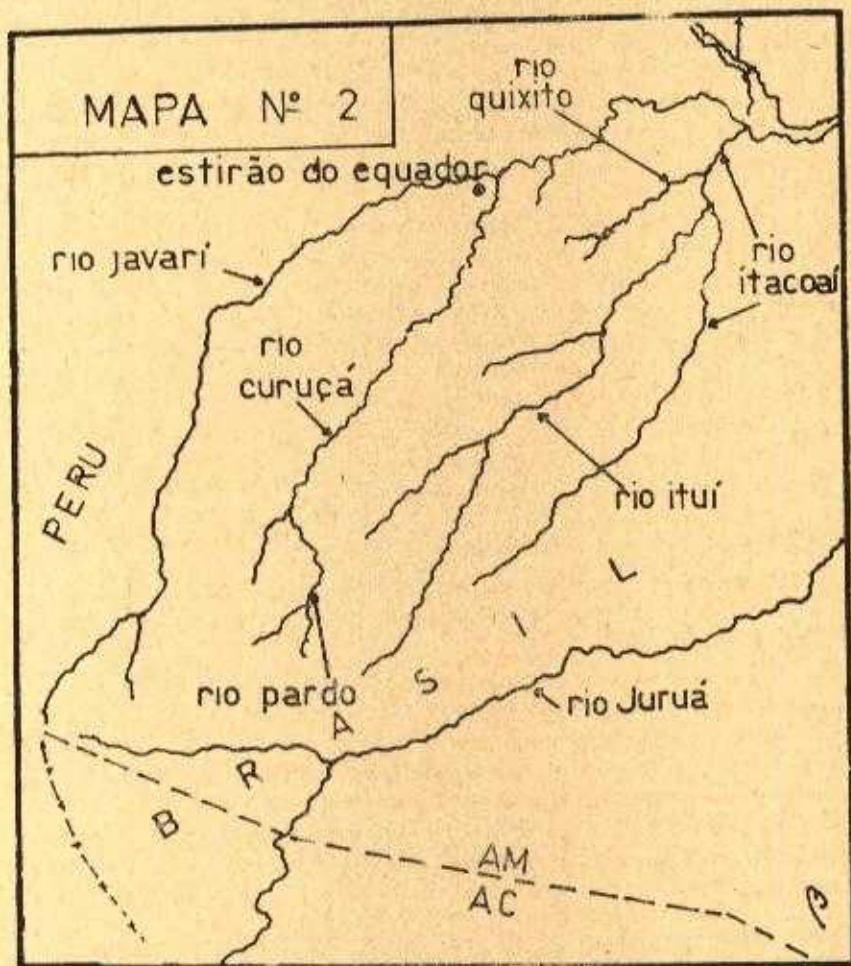 MAPA Nº 2
rio
quixito
estirão do equador
rio javarí
rio
itacoaí
rio
curuçá
PERU
rio ituí
rio pardo
rio Juruá
B R A S I L
AM
AC